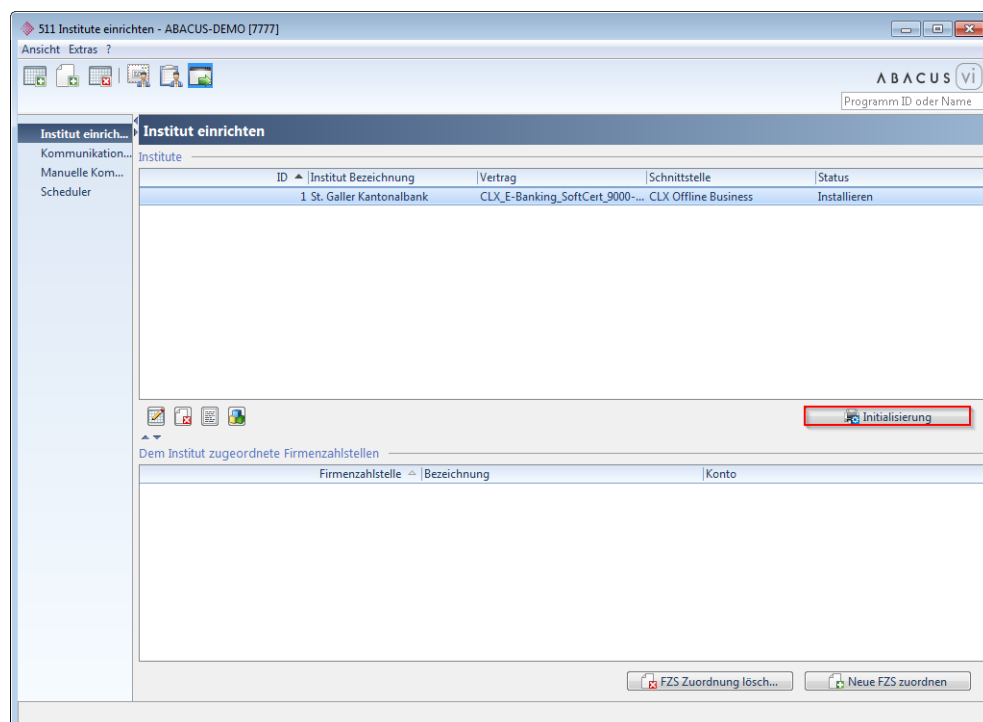 511 Institute einrichten - ABACUS-DEMO [7777]
Ansicht Extras ?
ABACUS vi
Programm ID oder Name
Institut einrich...
Kommunikation...
Manuelle Kom...
Scheduler
Institut einrichten
Institute
ID Institut Bezeichnung Vertrag Schnittstelle Status
1 St. Galler Kantonalbank CLX_E-Banking_SoftCert_9000-... CLX Offline Business Installieren
Initialisierung
Dem Institut zugeordnete Firmenzahlstellen
Firmenzahlstelle Bezeichnung Konto
FZS Zuordnung lösch... Neue FZS zuordnen